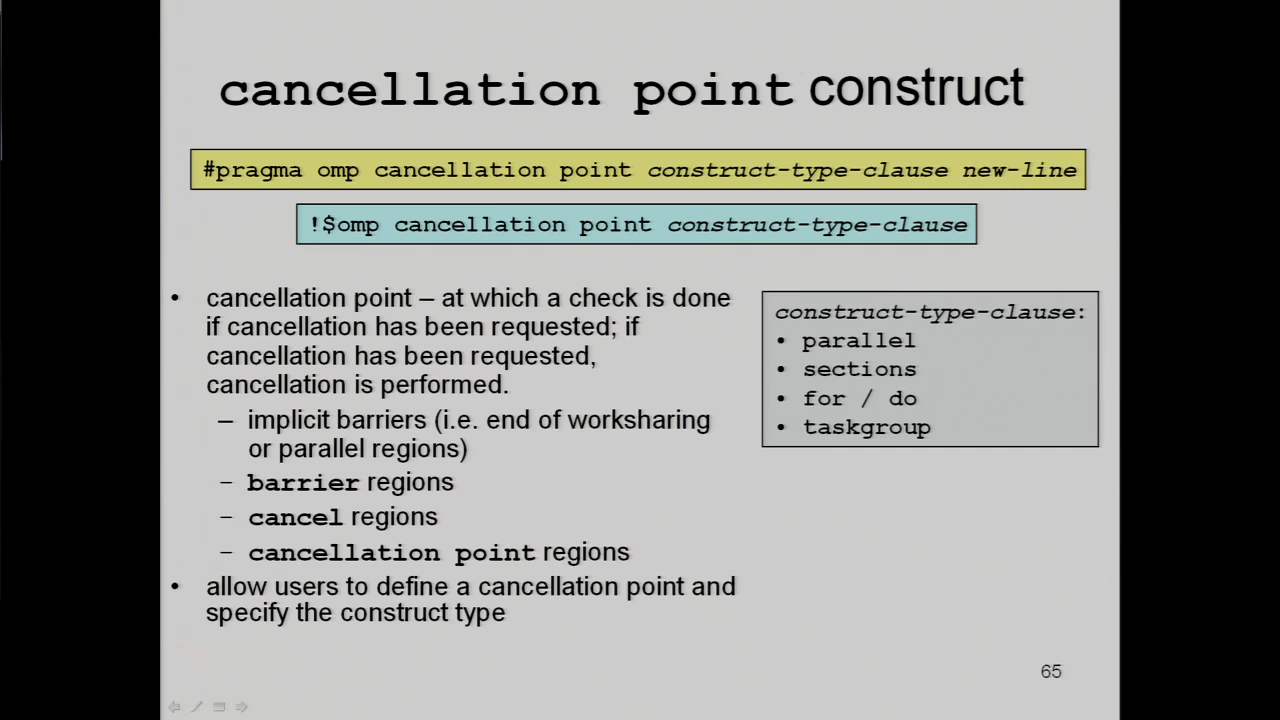 cancellation point construct
#pragma omp cancellation point construct-type-clause new-line
!$omp cancellation point construct-type-clause
• cancellation point – at which a check is done
if cancellation has been requested; if
cancellation has been requested,
cancellation is performed.
– implicit barriers (i.e. end of worksharing
or parallel regions)
– barrier regions
– cancel regions
– cancellation point regions
• allow users to define a cancellation point and
specify the construct type
construct-type-clause:
• parallel
• sections
• for / do
• taskgroup
65